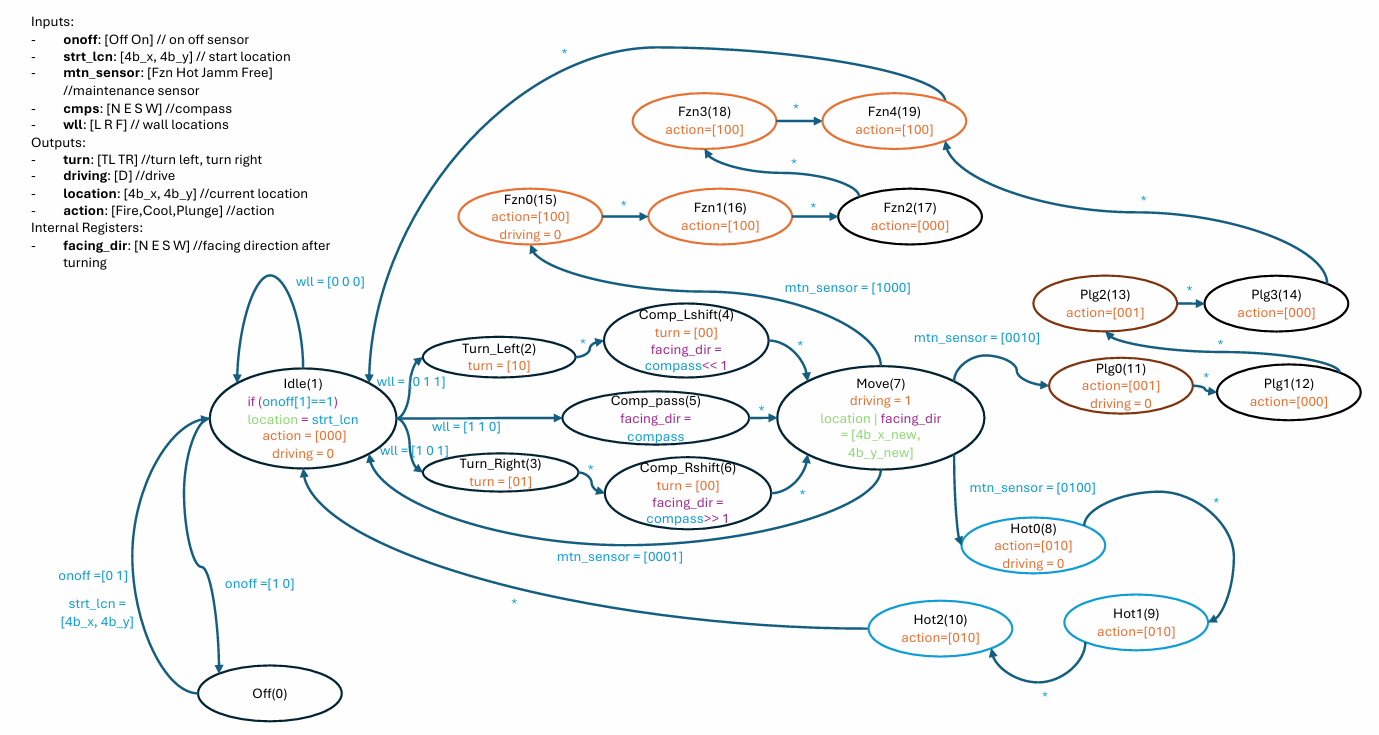 Inputs:
- onoff: [Off On] // on off sensor
- strt_lcn: [4b_x, 4b_y] // start location
- mtn_sensor: [Fzn Hot Jamm Free]
//maintenance sensor
- cmps: [N E S W] //compass
- wll: [L R F] // wall locations
Outputs:
- turn: [TL TR] //turn left, turn right
- driving: [D] //drive
- location: [4b_x, 4b_y] //current location
- action: [Fire,Cool,Plunge] //action
Internal Registers:
- facing_dir: [N E S W] //facing direction after
turning
*
Fzn3(18)
action=[100]
*
Fzn4(19)
action=[100]
*
Fzn0(15)
action=[100]
driving = 0
*
Fzn1(16)
action=[100]
*
Fzn2(17)
action=[000]
*
wll = [0 0 0]
mtn_sensor = [1000]
Plg2(13)
action=[001]
*
Plg3(14)
action=[000]
mtn_sensor = [0010]
*
Plg0(11)
action=[001]
driving = 0
*
Plg1(12)
action=[000]
Comp_Lshift(4)
turn = [00]
facing_dir =
compass<< 1
*
Turn_Left(2)
turn = [10]
*
wll = [0 1 1]
Idle(1)
if (onoff[1]==1)
location = strt_lcn
action = [000]
driving = 0
Comp_pass(5)
facing_dir =
compass
*
wll = [1 1 0]
Move(7)
driving = 1
location | facing_dir
= [4b_x_new,
4b_y_new]
wll = [1 0 1]
Turn_Right(3)
turn = [01]
*
Comp_Rshift(6)
turn = [00]
facing_dir =
compass>> 1
*
mtn_sensor = [0100]
*
Hot0(8)
action=[010]
driving = 0
mtn_sensor = [0001]
onoff =[0 1]
strt_lcn =
[4b_x, 4b_y]
onoff =[1 0]
*
Hot2(10)
action=[010]
Hot1(9)
action=[010]
*
Off(0)